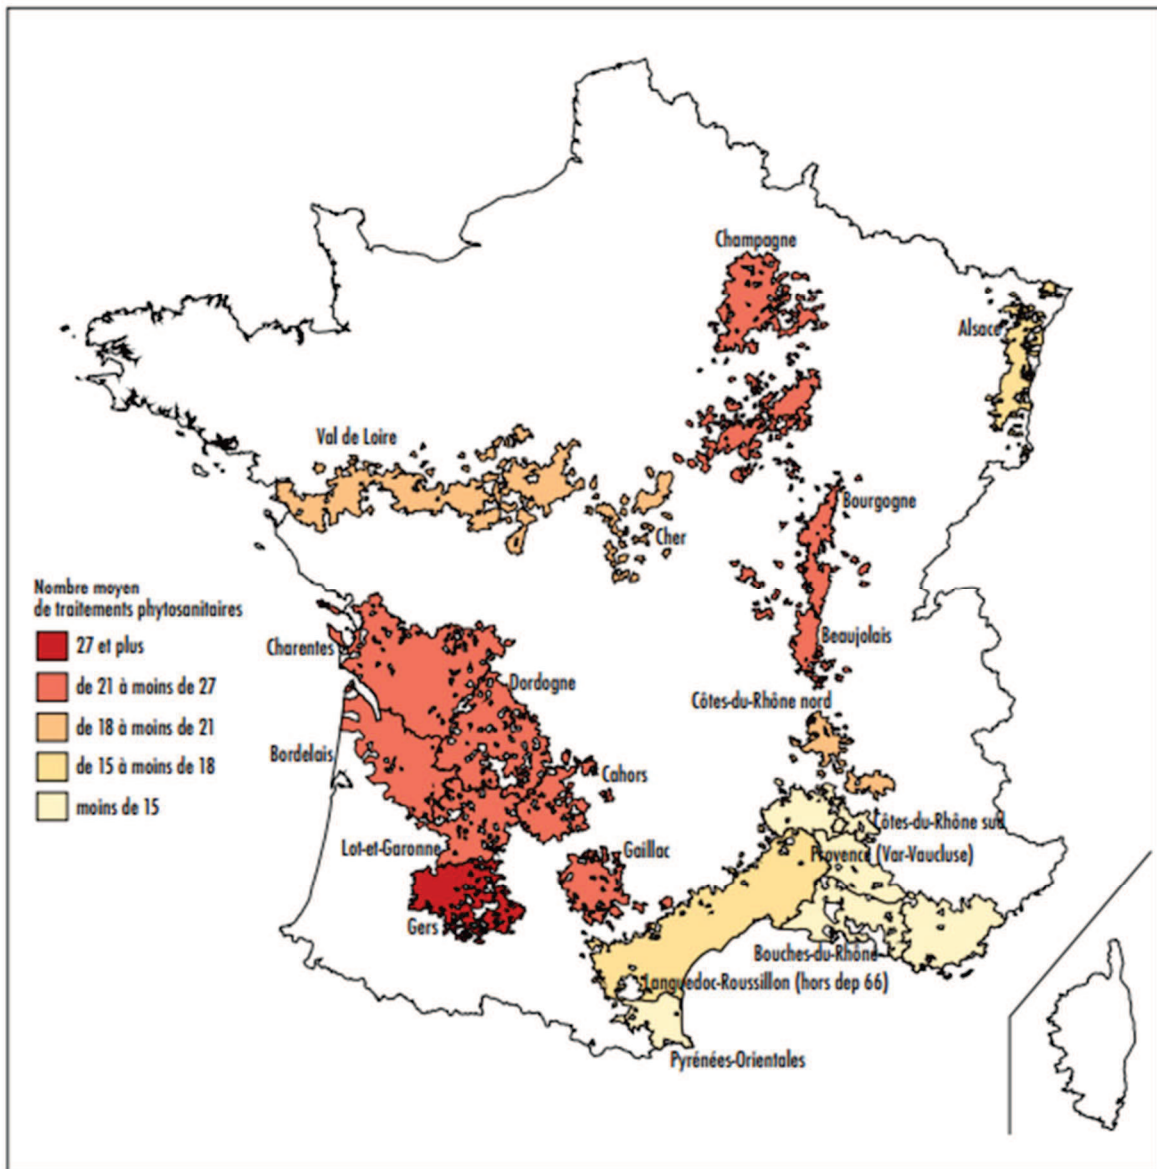 Champagne
Alsace
Val de Loire
Bourgogne
Cher
Nombre moyen
de traitements phytosanitaires
27 et plus
de 21 à moins de 27
de 18 à moins de 21
de 15 à moins de 18
moins de 15
Charentes
Beaujolais
Dordogne
Côtes-du-Rhône nord
Bordelais
Cahors
Côtes-du-Rhône sud
Lot-et-Garonne
Gaillac
Provence (Var-Vaucluse)
Gers
Bouches-du-Rhône
Languedoc-Roussillon (hors dep 66)
Pyrénées-Orientales